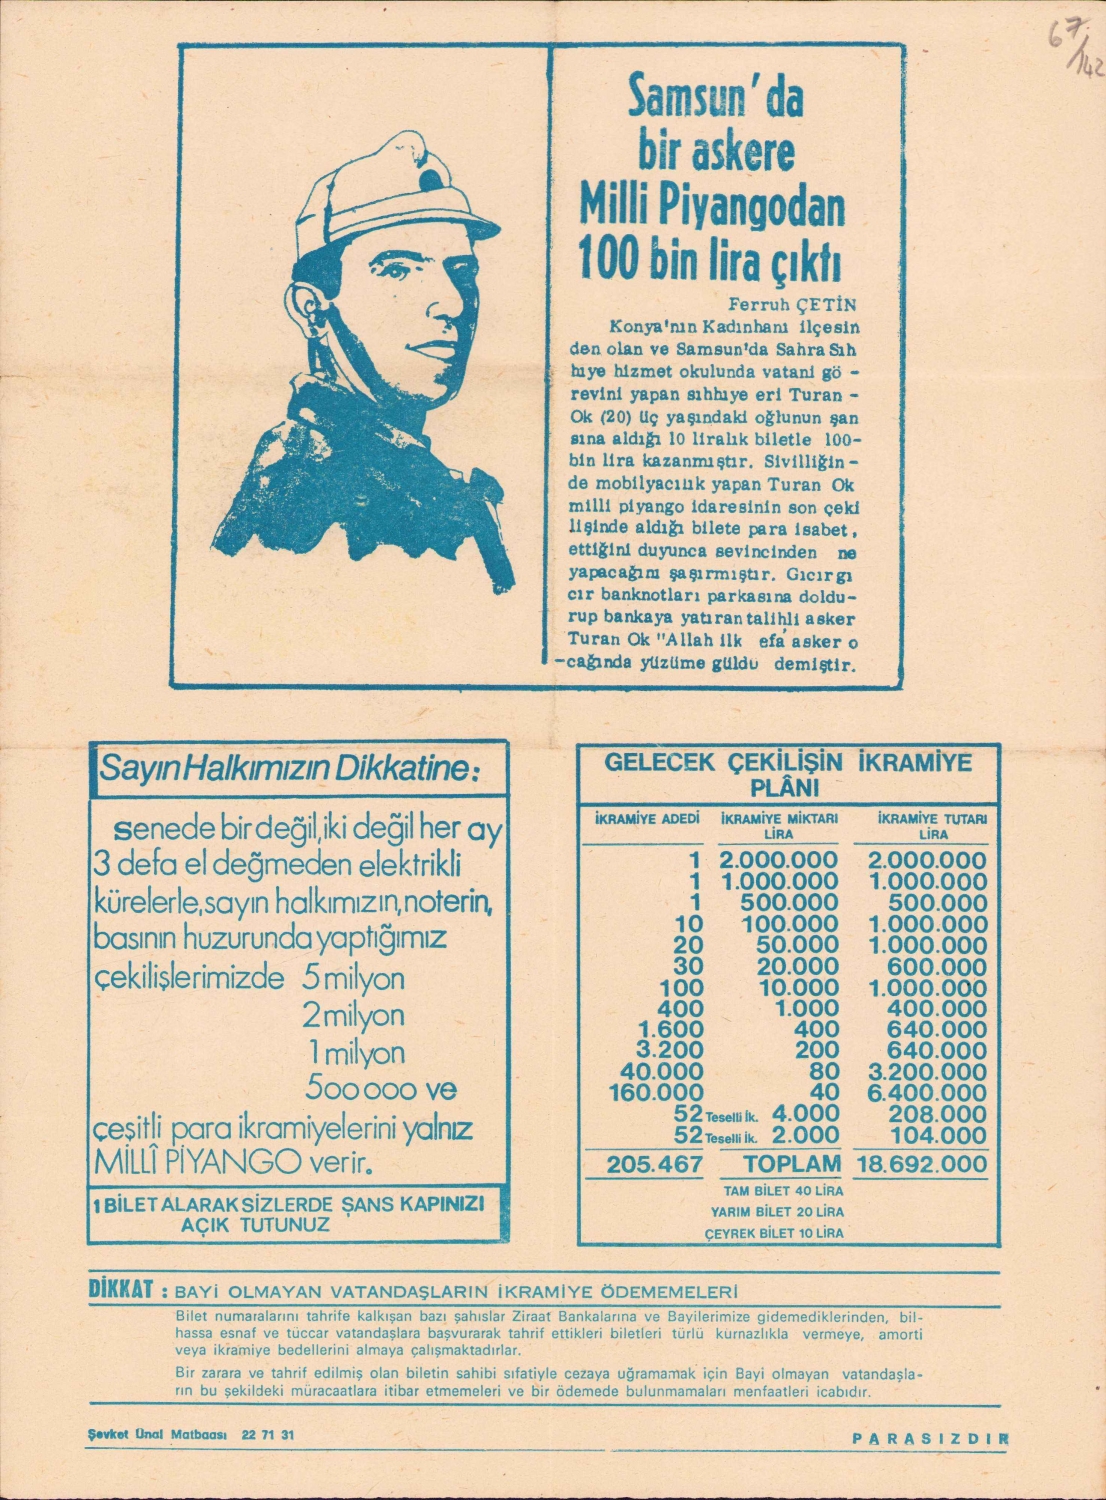 67/142
Samsun'da
bir askere
Milli Piyangodan
100 bin lira çıktı
Ferruh ÇETİN
Konya'nın Kadınhanı ilçesin
den olan ve Samsun'da Sahra Sıh
hıye hizmet okulunda vatani gö -
revini yapan sıhhıye eri Turan -
Ok (20) üç yaşındaki oğlunun şan
sına aldığı 10 liralık biletle 100-
bin lira kazanmıştır. Sivilliğin -
de mobilyacılık yapan Turan Ok
milli piyango idaresinin son çeki
lişinde aldığı bilete para isabet,
ettiğini duyunca sevincinden ne
yapacağını şaşırmıştır. Gıcır gı
cır banknotları parkasına doldu-
rup bankaya yatıran talihli asker
Turan Ok "Allah ilk efa asker o
-cağında yüzüme güldu demiştir.
Sayın Halkımızın Dikkatine:
senede bir değil, iki değil her ay
3 defa el değmeden elektrikli
kürelerle, sayın halkımızın, noterin,
basının huzurunda yaptığımız
çekilişlerimizde 5 milyon
2 milyon
1 milyon
500 000 ve
çeşitli para ikramiyelerini yalnız
MİLLÎ PİYANGO verir.
1 BİLET ALARAK SİZLERDE ŞANS KAPINIZI
AÇIK TUTUNUZ
GELECEK ÇEKİLİŞİN İKRAMİYE
PLÂNI
İKRAMİYE ADEDİ İKRAMİYE MİKTARI İKRAMİYE TUTARI
LİRA LİRA
1 2.000.000 2.000.000
1 1.000.000 1.000.000
1 500.000 500.000
10 100.000 1.000.000
20 50.000 1.000.000
30 20.000 600.000
100 10.000 1.000.000
400 1.000 400.000
1.600 400 640.000
3.200 200 640.000
40.000 80 3.200.000
160.000 40 6.400.000
52 Teselli İk. 4.000 208.000
52 Teselli İk. 2.000 104.000
205.467 TOPLAM 18.692.000
TAM BİLET 40 LİRA
YARIM BİLET 20 LİRA
ÇEYREK BİLET 10 LİRA
DİKKAT : BAYİ OLMAYAN VATANDAŞLARIN İKRAMİYE ÖDEMEMELERİ
Bilet numaralarını tahrife kalkışan bazı şahıslar Ziraat Bankalarına ve Bayilerimize gidemediklerinden, bil-
hassa esnaf ve tüccar vatandaşlara başvurarak tahrif ettikleri biletleri türlü kurnazlıkla vermeye, amorti
veya ikramiye bedellerini almaya çalışmaktadırlar.
Bir zarara ve tahrif edilmiş olan biletin sahibi sıfatiyle cezaya uğramamak için Bayi olmayan vatandaşla-
rın bu şekildeki müracaatlara itibar etmemeleri ve bir ödemede bulunmamaları menfaatleri icabıdır.
Şevket Ünal Matbaası 22 71 31
PARASIZDIR